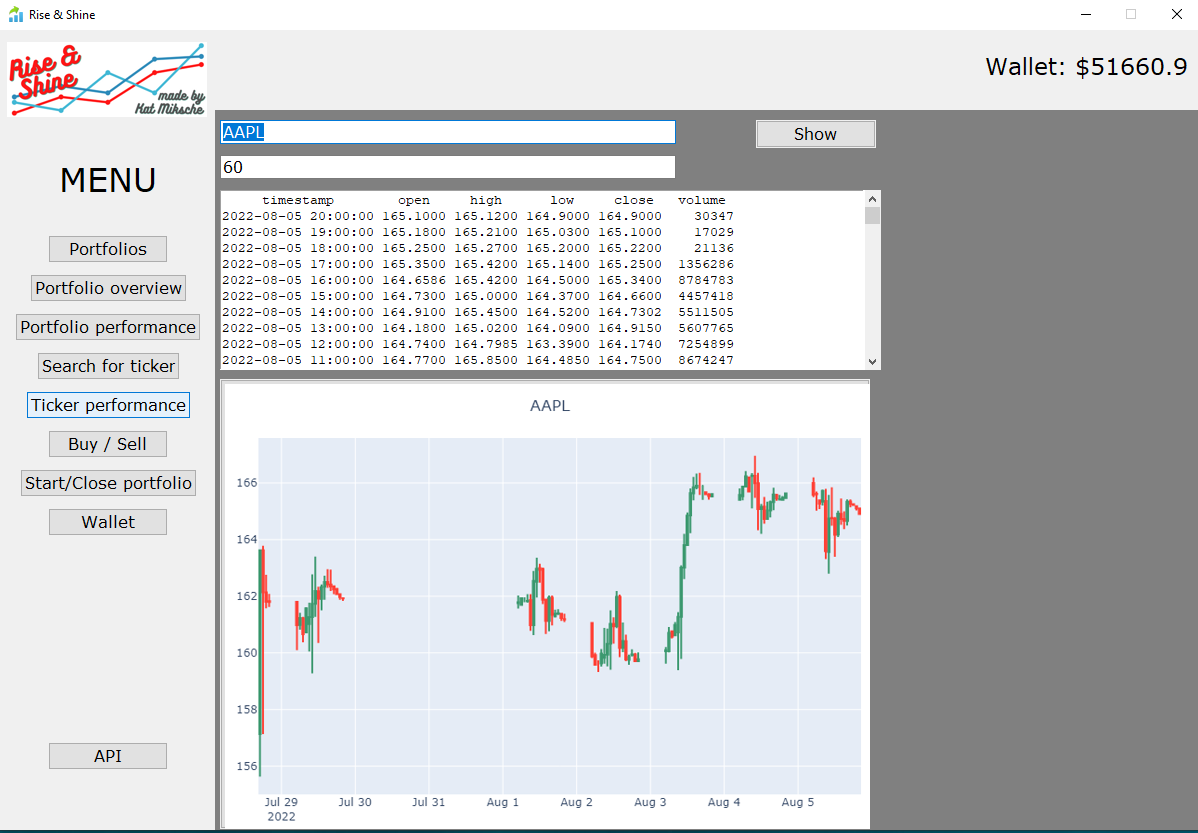 Rise & Shine
Rise &
Shine
made by
Kat Miksche
Wallet: $51660.9
MENU
Portfolios
Portfolio overview
Portfolio performance
Search for ticker
Ticker performance
Buy / Sell
Start/Close portfolio
Wallet
API
AAPL
Show
60
timestamp open high low close volume
2022-08-05 20:00:00 165.1000 165.1200 164.9000 164.9000 30347
2022-08-05 19:00:00 165.1800 165.2100 165.0300 165.1000 17029
2022-08-05 18:00:00 165.2500 165.2700 165.2000 165.2200 21136
2022-08-05 17:00:00 165.3500 165.4200 165.1400 165.2500 1356286
2022-08-05 16:00:00 164.6586 165.4200 164.5000 165.3400 8784783
2022-08-05 15:00:00 164.7300 165.0000 164.3700 164.6600 4457418
2022-08-05 14:00:00 164.9100 165.4500 164.5200 164.7302 5511505
2022-08-05 13:00:00 164.1800 165.0200 164.0900 164.9150 5607765
2022-08-05 12:00:00 164.7400 164.7985 163.3900 164.1740 7254899
2022-08-05 11:00:00 164.7700 165.8500 164.4850 164.7500 8674247
AAPL
166
164
162
160
158
156
Jul 29 Jul 30 Jul 31 Aug 1 Aug 2 Aug 3 Aug 4 Aug 5
2022